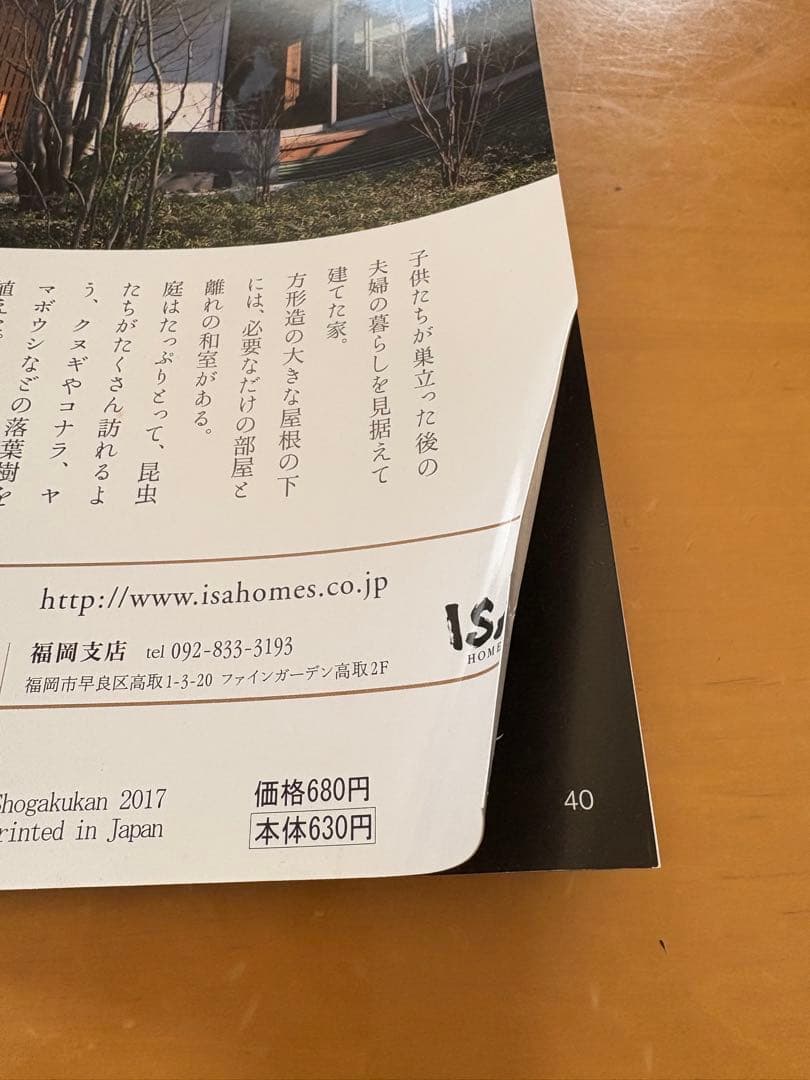 子供たちが巣立った後の
夫婦の暮らしを見据えて
建てた家。
方形造の大きな屋根の下
には、必要なだけの部屋と
離れの和室がある。
庭はたっぷりとって、昆虫
たちがたくさん訪れるよ
う、クヌギやコナラ、ヤ
マボウシなどの落葉樹を
植えた。
http://www.isahomes.co.jp
ISA
HOME
福岡支店 tel 092-833-3193
福岡市早良区高取1-3-20 ファインガーデン高取2F
Shogakukan 2017
rinted in Japan
価格680円
本体630円
40